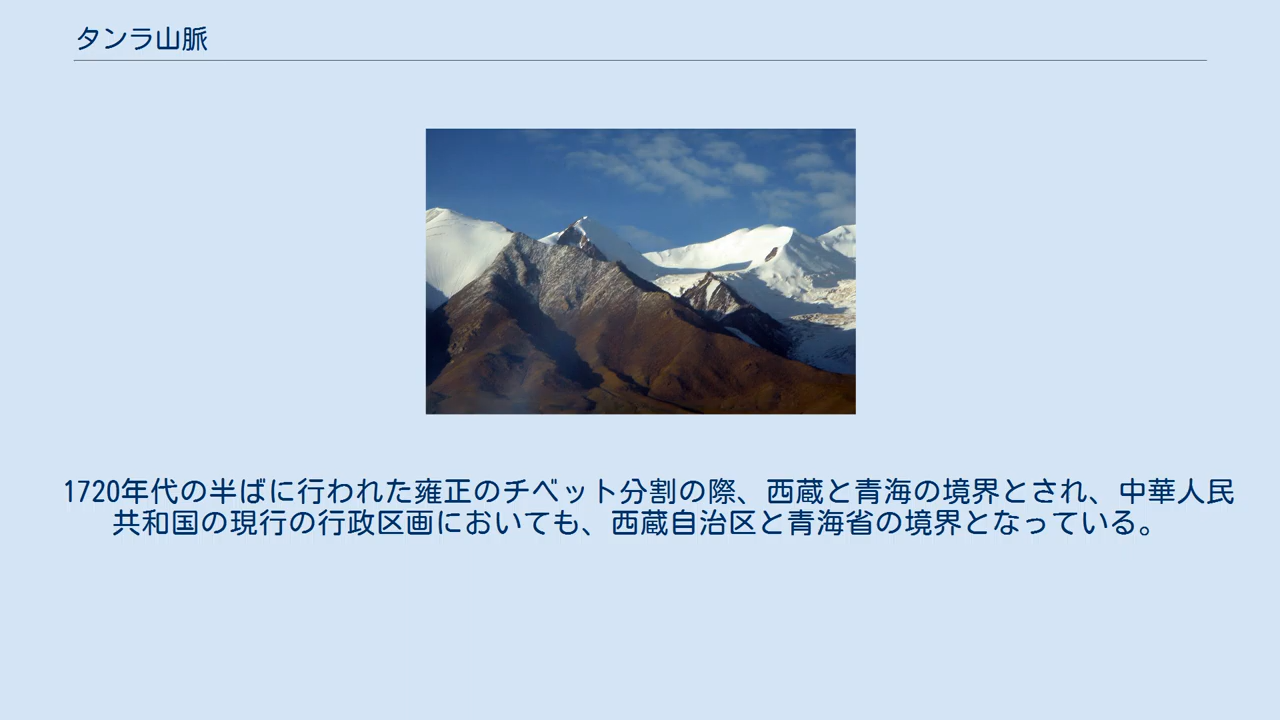 タンラ山脈
1720年代の半ばに行われた雍正のチベット分割の際、西蔵と青海の境界とされ、中華人民
共和国の現行の行政区画においても、西蔵自治区と青海省の境界となっている。